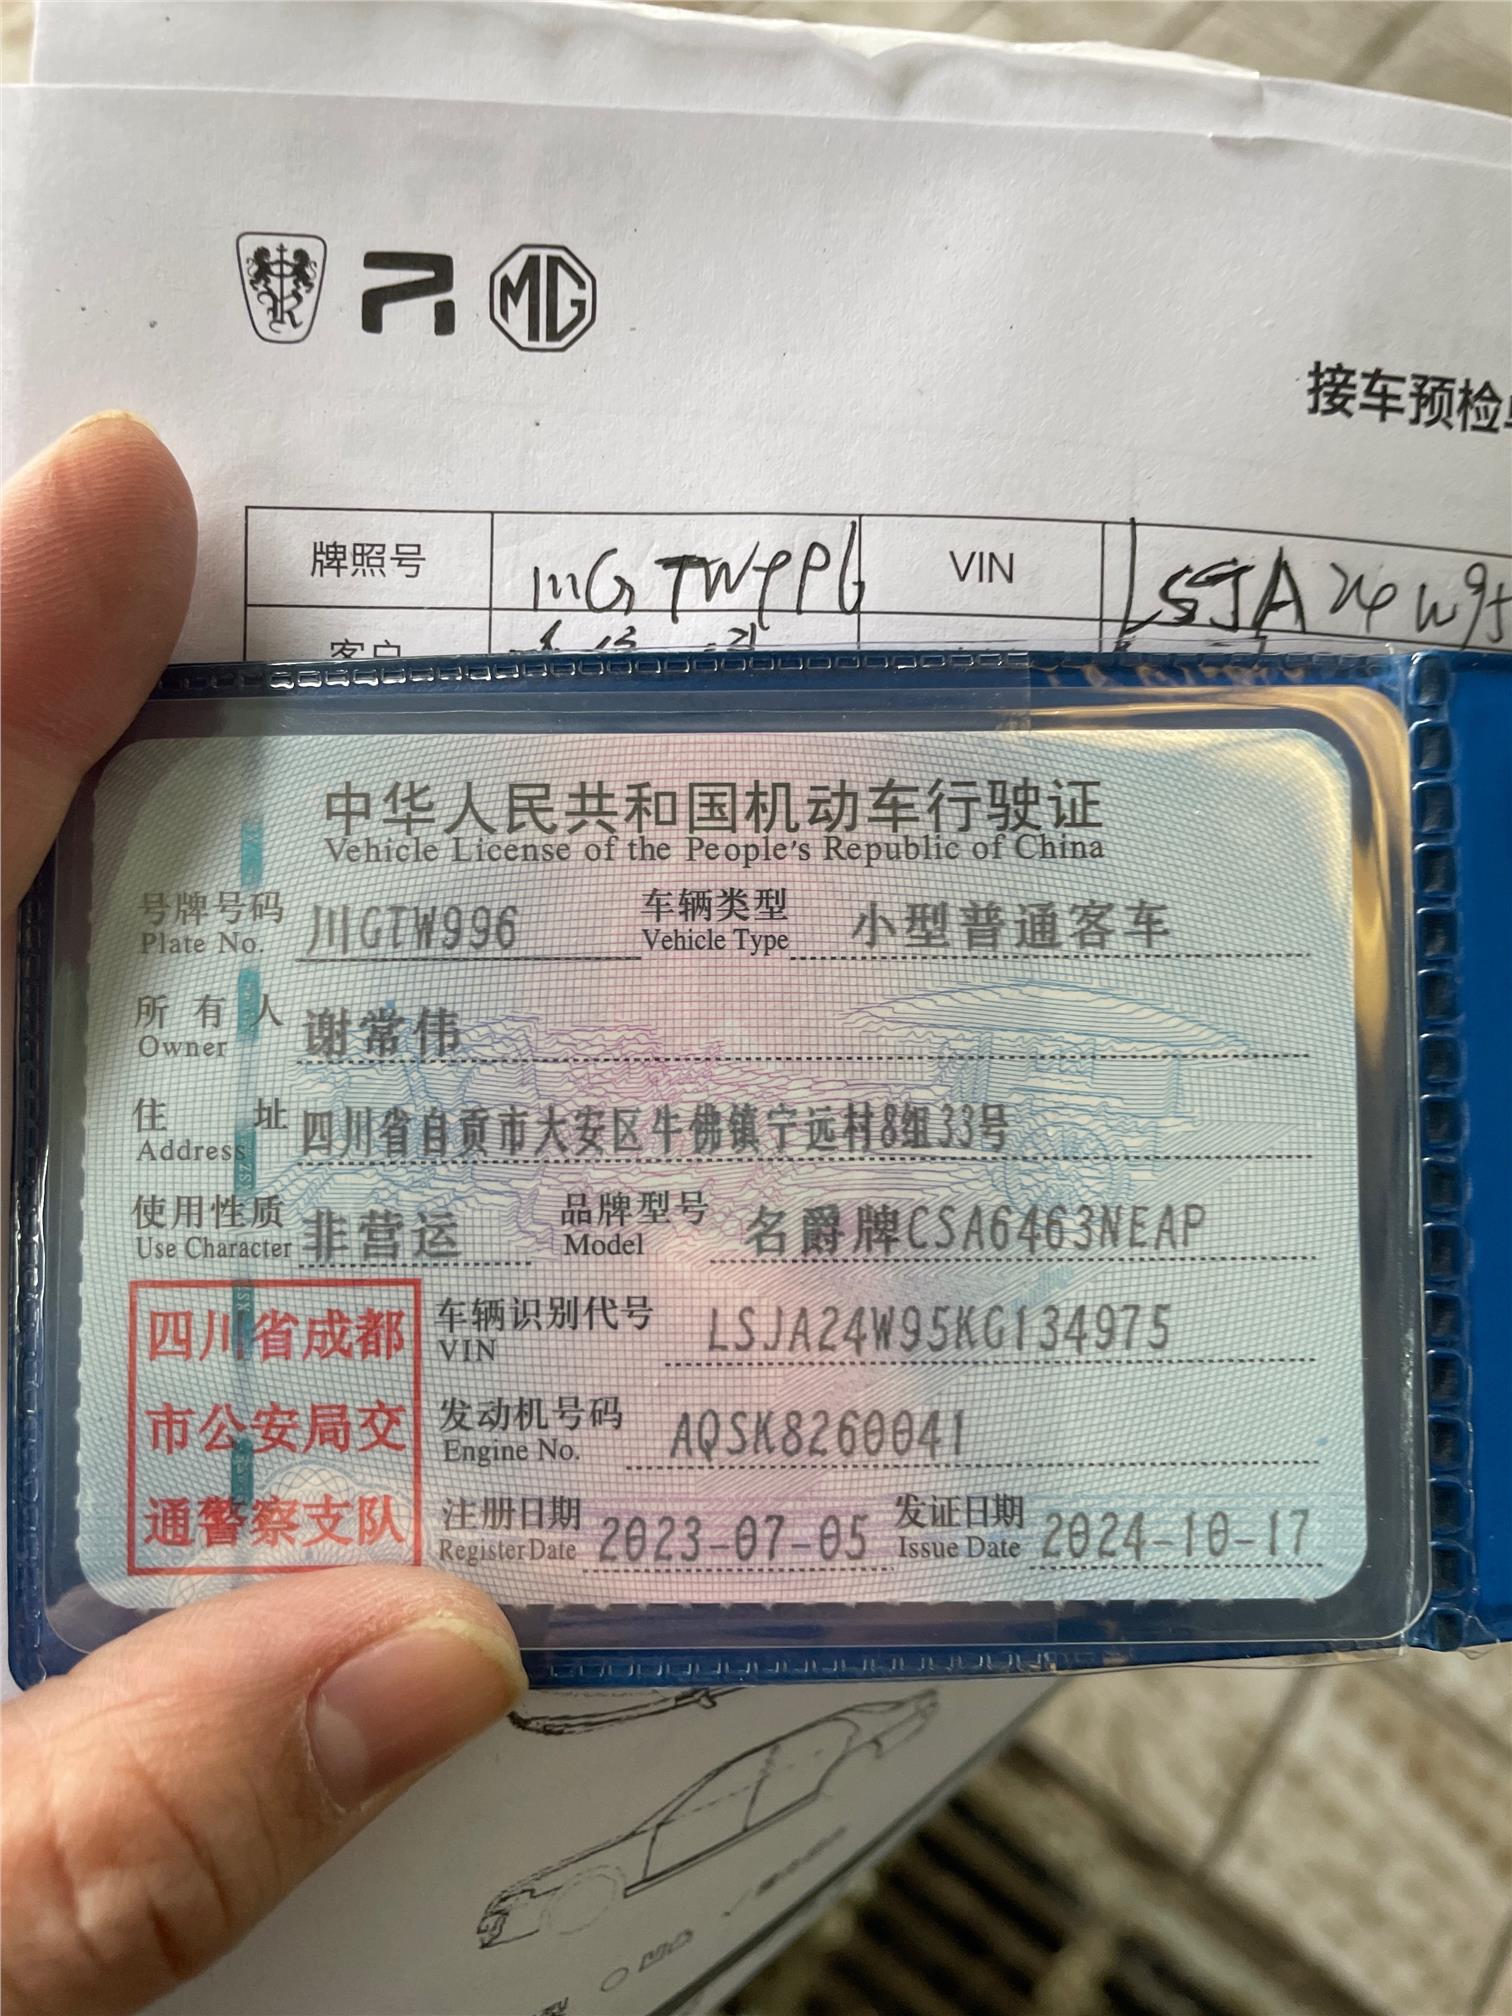 MG
接车预检
牌照号 川G TW996 VIN LSJA24W95
客户
中华人民共和国机动车行驶证
Vehicle License of the People's Republic of China
号牌号码 川GTW996 车辆类型 小型普通客车
Plate No. Vehicle Type
所有人 谢常伟
Owner
住址 四川省自贡市大安区牛佛镇宁远村8组33号
Address
使用性质 非营运 品牌型号 名爵牌CSA6463NEAP
Use Character Model
四川省成都
市公安局交
通警察支队
车辆识别代号 LSJA24W95KG134975
VIN
发动机号码 AQSK8260041
Engine No.
注册日期 2023-07-05 发证日期 2024-10-17
Register Date Issue Date